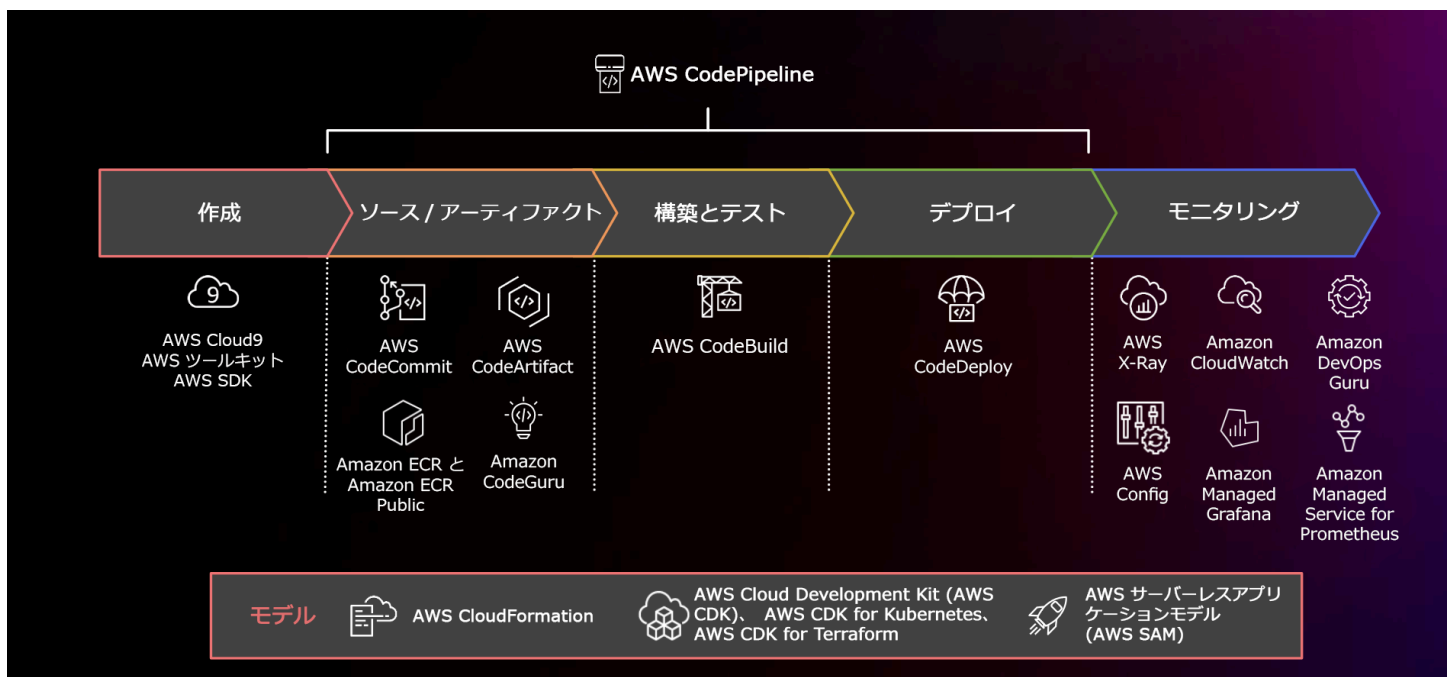 AWS CodePipeline
作成
ソース / アーティファクト
構築とテスト
デプロイ
モニタリング
9
AWS Cloud9
AWS ツールキット
AWS SDK
AWS
CodeCommit
AWS
CodeArtifact
Amazon ECR と
Amazon ECR
Public
Amazon
CodeGuru
AWS CodeBuild
AWS
CodeDeploy
AWS
X-Ray
Amazon
CloudWatch
Amazon
DevOps
Guru
AWS
Config
Amazon
Managed
Grafana
Amazon
Managed
Service for
Prometheus
モデル
AWS CloudFormation
AWS Cloud Development Kit (AWS
CDK)、 AWS CDK for Kubernetes、
AWS CDK for Terraform
AWS サーバーレスアプリ
ケーションモデル
(AWS SAM)